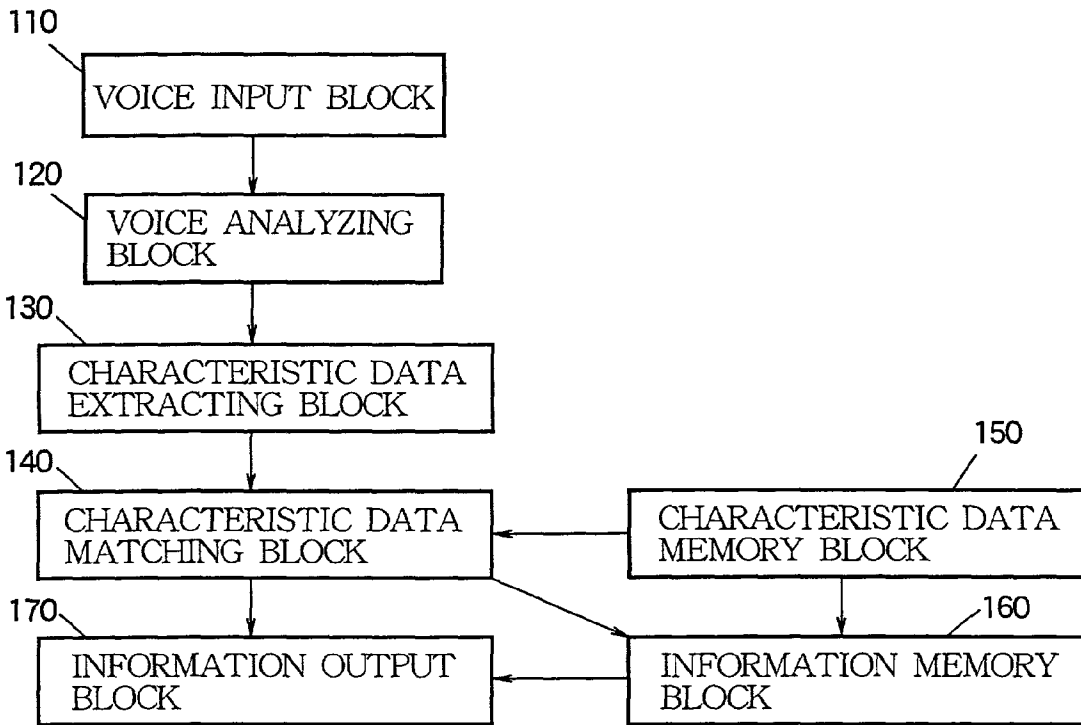 110
VOICE INPUT BLOCK
120
VOICE ANALYZING
BLOCK
130
CHARACTERISTIC DATA
EXTRACTING BLOCK
140
CHARACTERISTIC DATA
MATCHING BLOCK
150
CHARACTERISTIC DATA
MEMORY BLOCK
170
INFORMATION OUTPUT
BLOCK
160
INFORMATION MEMORY
BLOCK